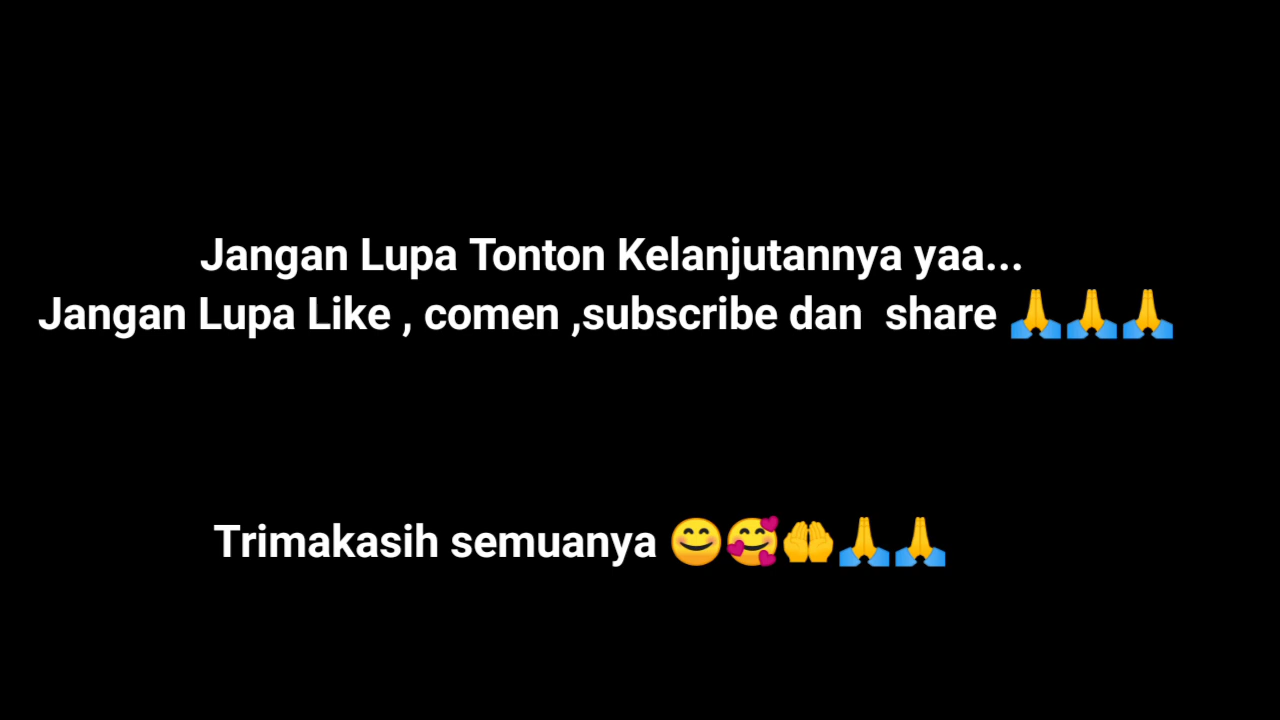 Jangan Lupa Tonton Kelanjutannya yaa...
Jangan Lupa Like , comen ,subscribe dan  share 🙏🙏🙏
Trimakasih semuanya 😊🥰🤲🙏🙏